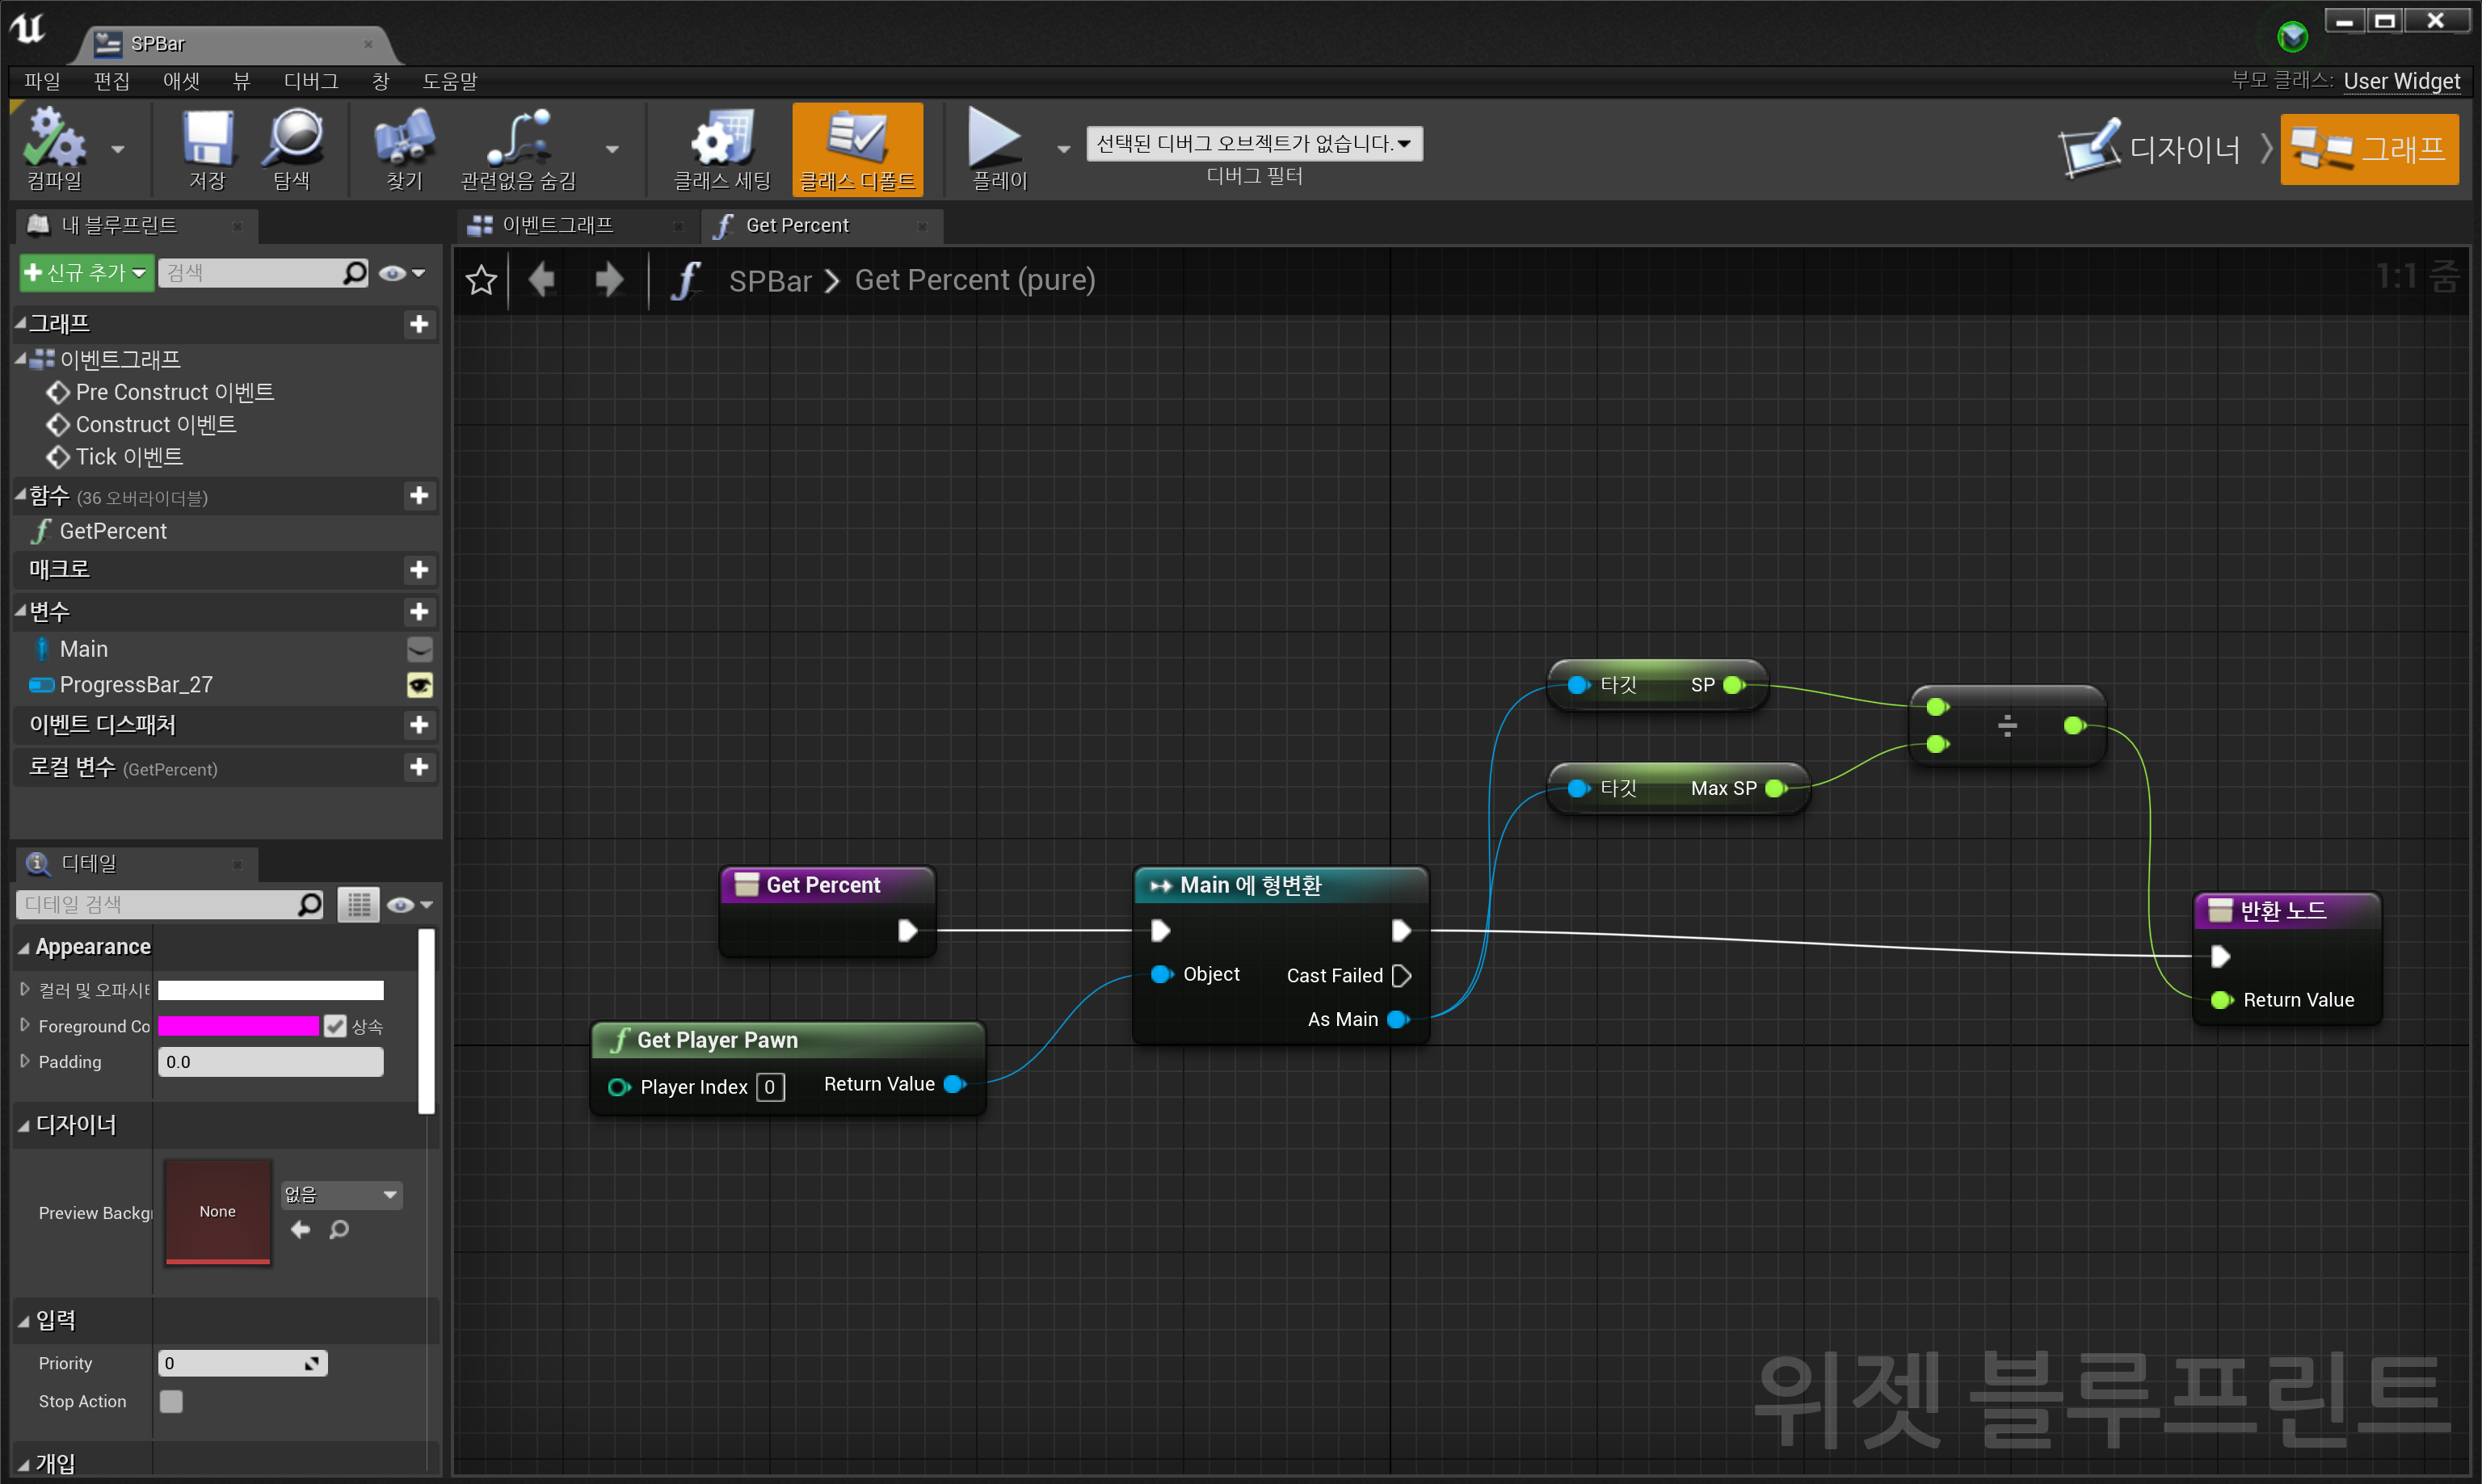 SPBar
파일 편집 애셋 뷰 디버그 창 도움말
부모 클래스: User Widget
컴파일
저장
탐색
찾기
관련없음 숨김
클래스 세팅
클래스 디폴트
플레이
선택된 디버그 오브젝트가 없습니다.
디버그 필터
디자이너
그래프
내 블루프린트
신규 추가
검색
그래프
이벤트그래프
Pre Construct 이벤트
Construct 이벤트
Tick 이벤트
함수 (36 오버라이더블)
GetPercent
매크로
변수
Main
ProgressBar_27
이벤트 디스패처
로컬 변수 (GetPercent)
디테일
디테일 검색
Appearance
컬러 및 오파시
Foreground Co
상속
Padding
0.0
디자이너
Preview Backg
None
없음
입력
Priority
0
Stop Action
개입
이벤트그래프
Get Percent
SPBar > Get Percent (pure)
1:1 줌
타깃 SP
타깃 Max SP
÷
Get Percent
Main 에 형변환
Object
Cast Failed
As Main
Get Player Pawn
Player Index 0
Return Value
반환 노드
Return Value
위젯 블루프린트